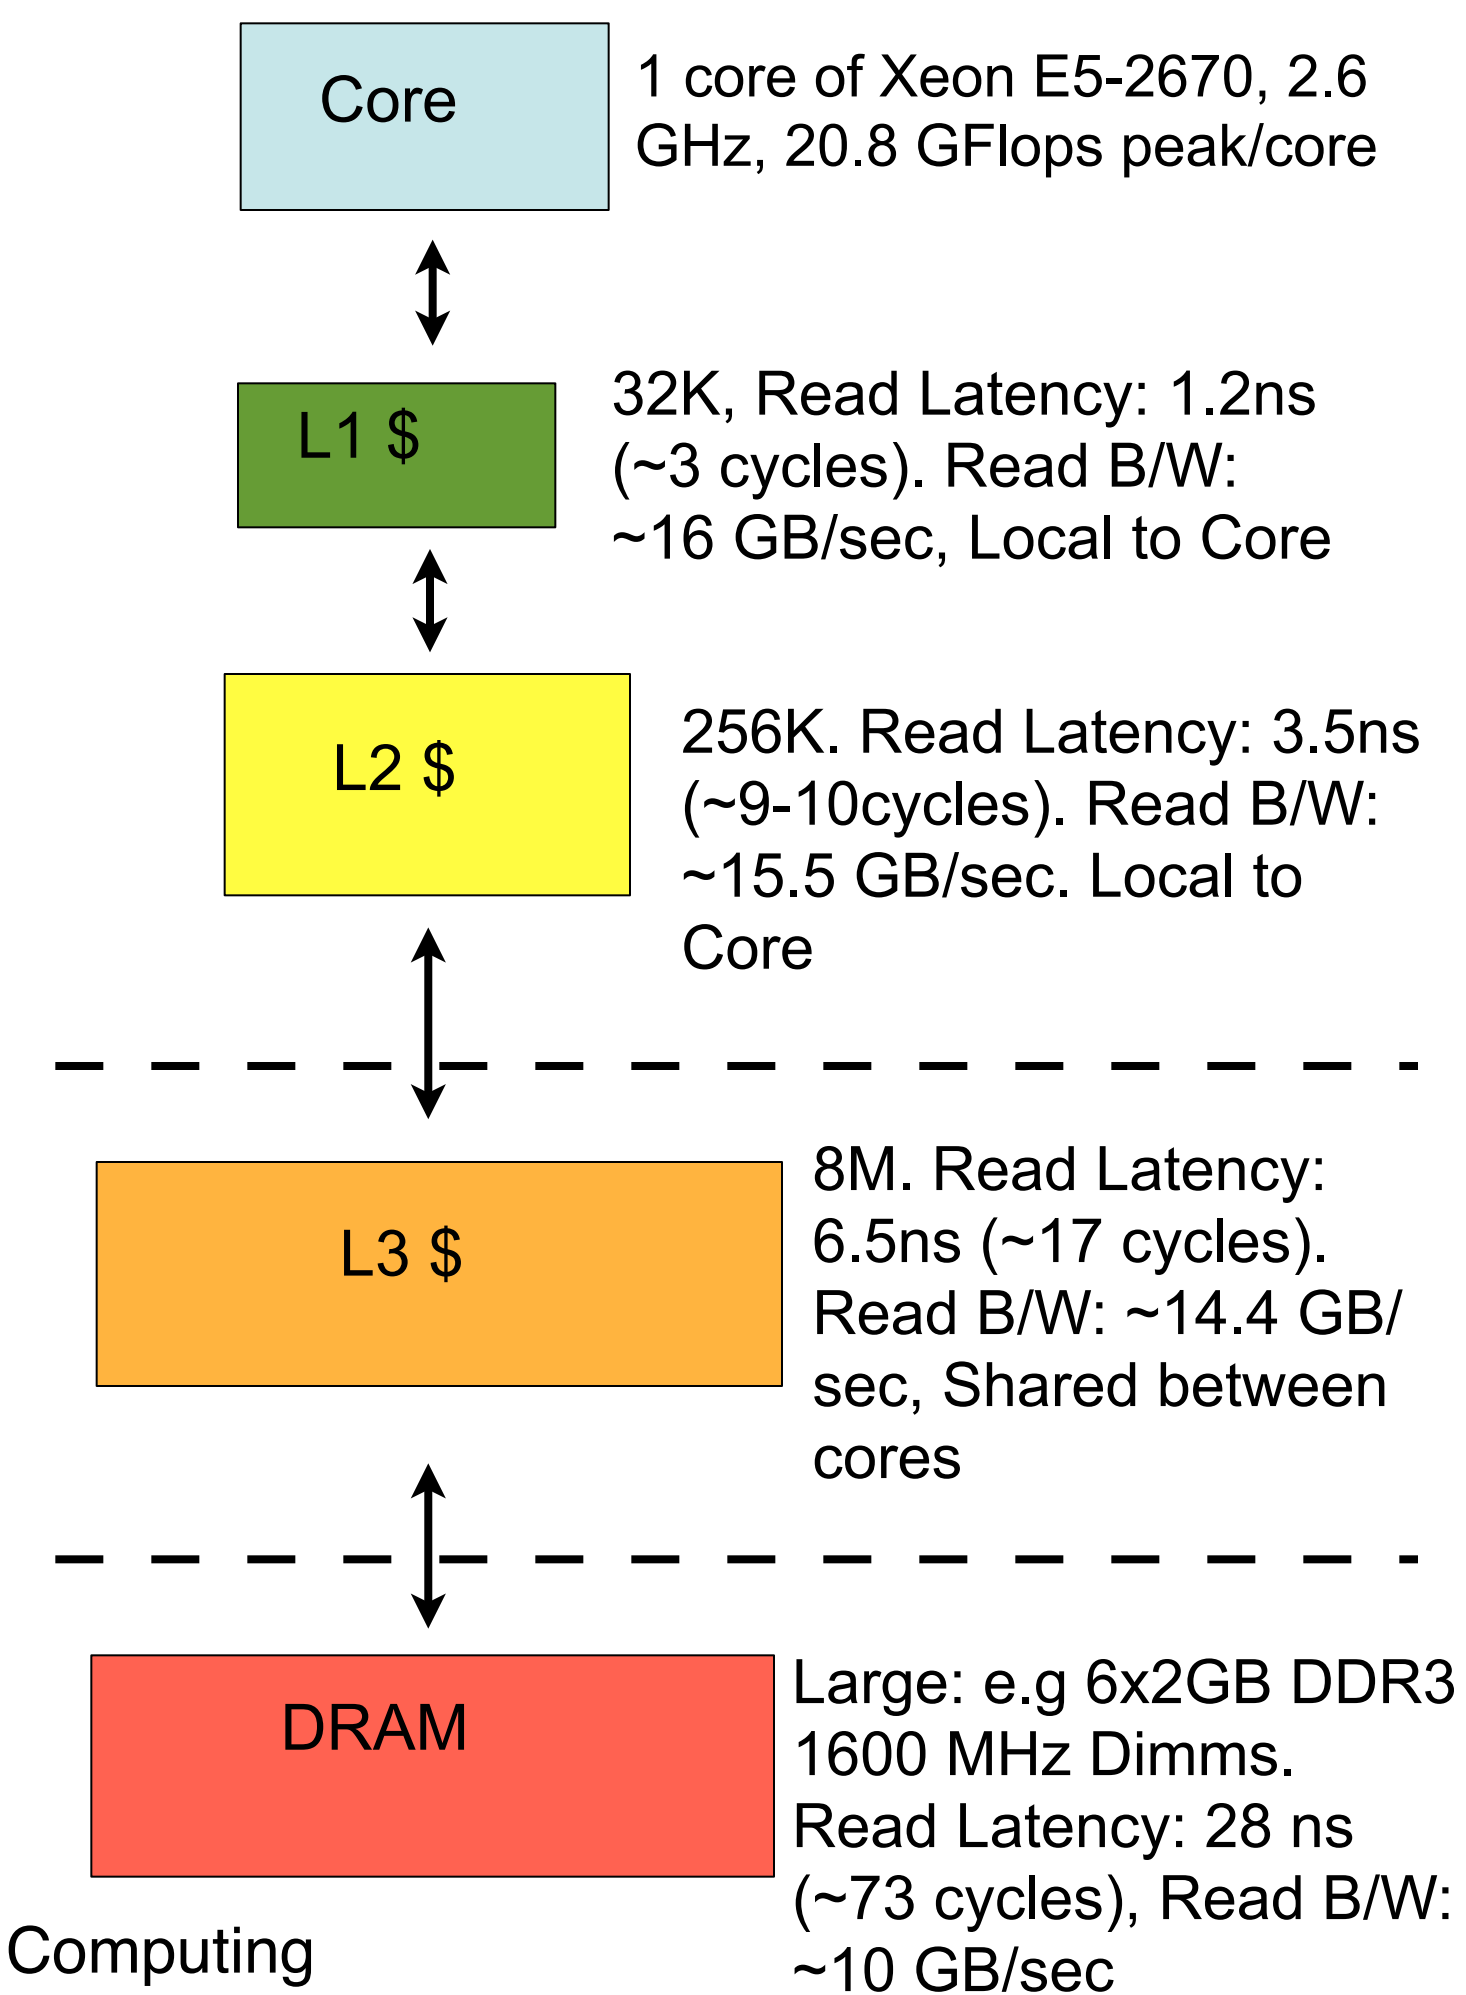 Core
1 core of Xeon E5-2670, 2.6
GHz, 20.8 GFlops peak/core
L1 $
32K, Read Latency: 1.2ns
(~3 cycles). Read B/W:
~16 GB/sec, Local to Core
L2 $
256K. Read Latency: 3.5ns
(~9-10cycles). Read B/W:
~15.5 GB/sec. Local to
Core
L3 $
8M. Read Latency:
6.5ns (~17 cycles).
Read B/W: ~14.4 GB/
sec, Shared between
cores
DRAM
Large: e.g 6x2GB DDR3
1600 MHz Dimms.
Read Latency: 28 ns
(~73 cycles), Read B/W:
~10 GB/sec
Computing